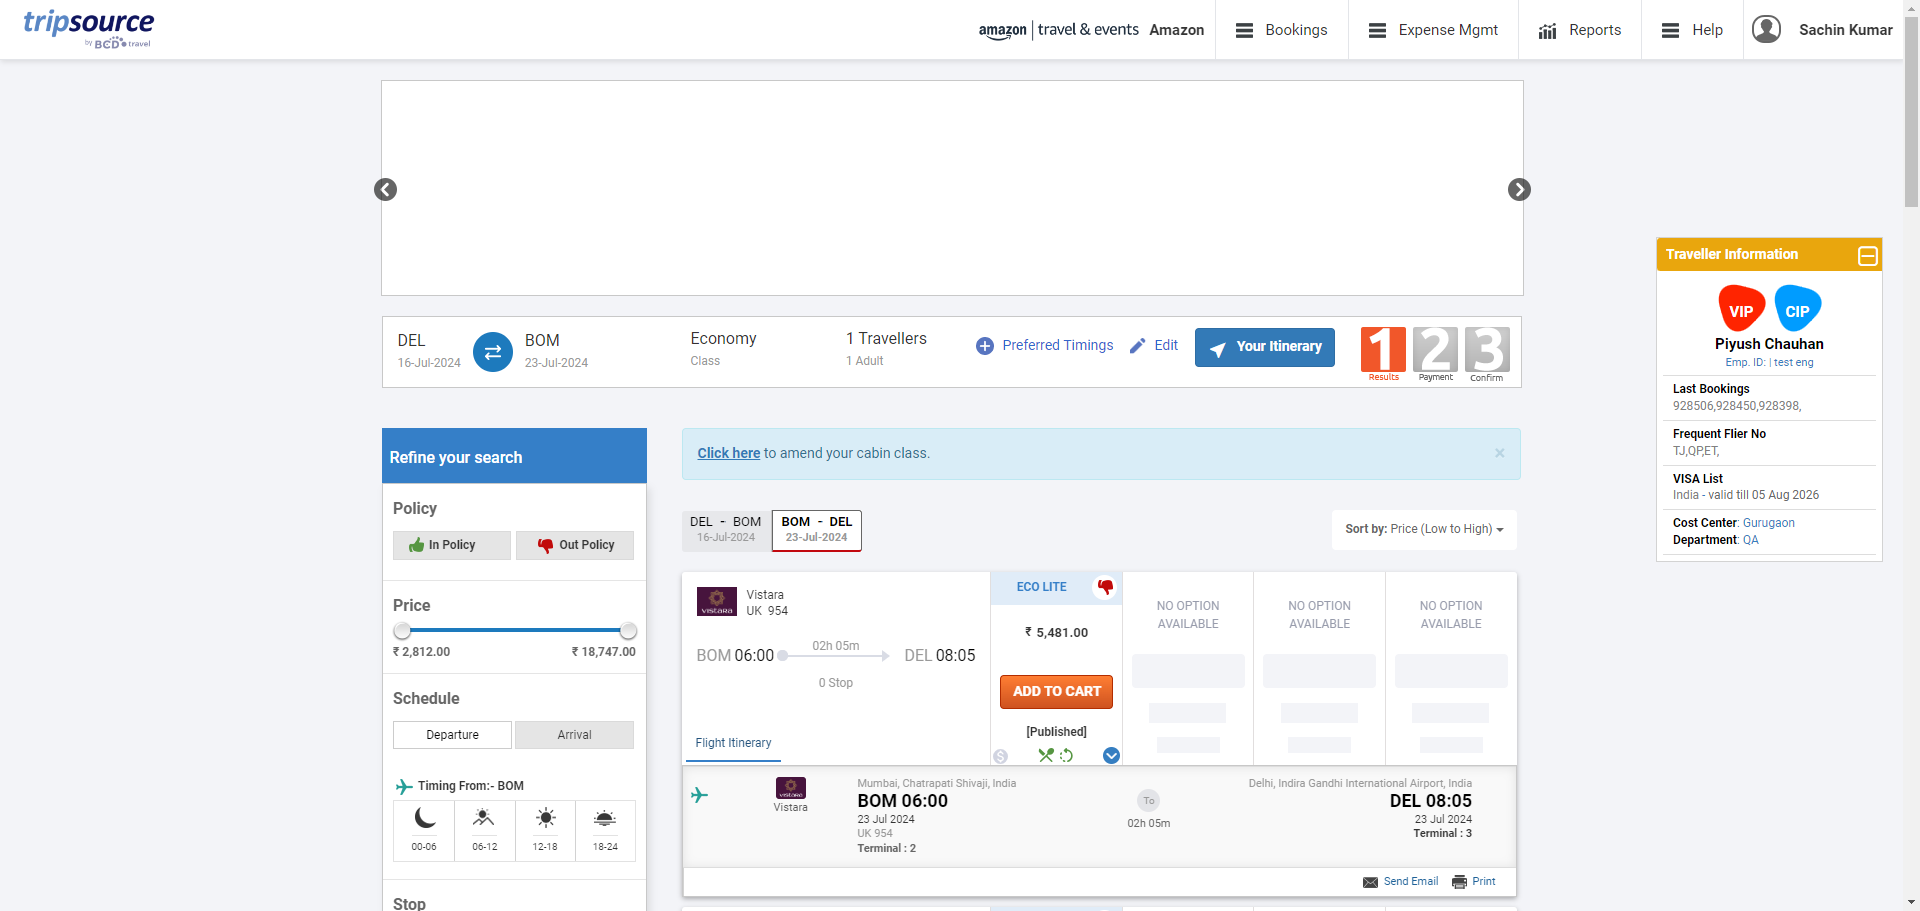 tripsource
by BCD travel
amazon | travel & events Amazon
Bookings
Expense Mgmt
Reports
Help
Sachin Kumar
DEL
16-Jul-2024
BOM
23-Jul-2024
Economy
Class
1 Travellers
1 Adult
Preferred Timings
Edit
Your Itinerary
1
Results
2
Payment
3
Confirm
Traveller Information
VIP CIP
Piyush Chauhan
Emp. ID: | test eng
Last Bookings
928506,928450,928398,
Frequent Flier No
TJ,QP,ET,
VISA List
India - valid till 05 Aug 2026
Cost Center: Gurugaon
Department: QA
Refine your search
Policy
In Policy
Out Policy
Price
₹ 2,812.00 ₹ 18,747.00
Schedule
Departure Arrival
Timing From:- BOM
00-06 06-12 12-18 18-24
Stop
Click here to amend your cabin class. ×
DEL - BOM
16-Jul-2024
BOM - DEL
23-Jul-2024
Sort by: Price (Low to High)
VISTARA
Vistara
UK 954
BOM 06:00
02h 05m
DEL 08:05
0 Stop
Flight Itinerary
ECO LITE
₹ 5,481.00
ADD TO CART
[Published]
NO OPTION
AVAILABLE
NO OPTION
AVAILABLE
NO OPTION
AVAILABLE
VISTARA
Vistara
Mumbai, Chatrapati Shivaji, India
BOM 06:00
23 Jul 2024
UK 954
Terminal : 2
To
02h 05m
Delhi, Indira Gandhi International Airport, India
DEL 08:05
23 Jul 2024
Terminal : 3
Send Email
Print